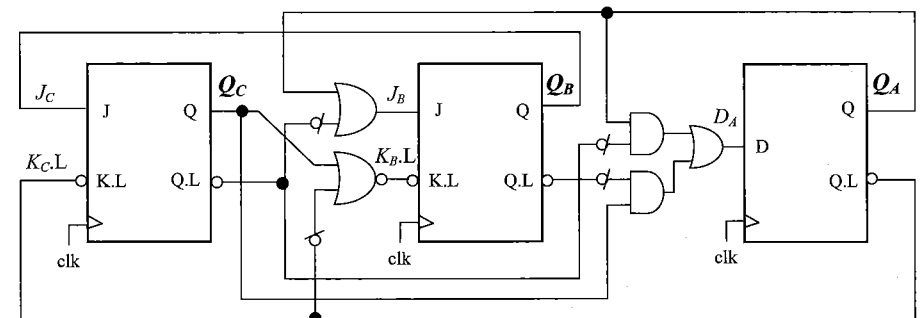 Q_C
Q_B
Q_A
J_C
J
Q
J_B
J
Q
D_A
Q
K_C.L
K_B.L
D
K.L
Q.L
K.L
Q.L
Q.L
clk
clk
clk